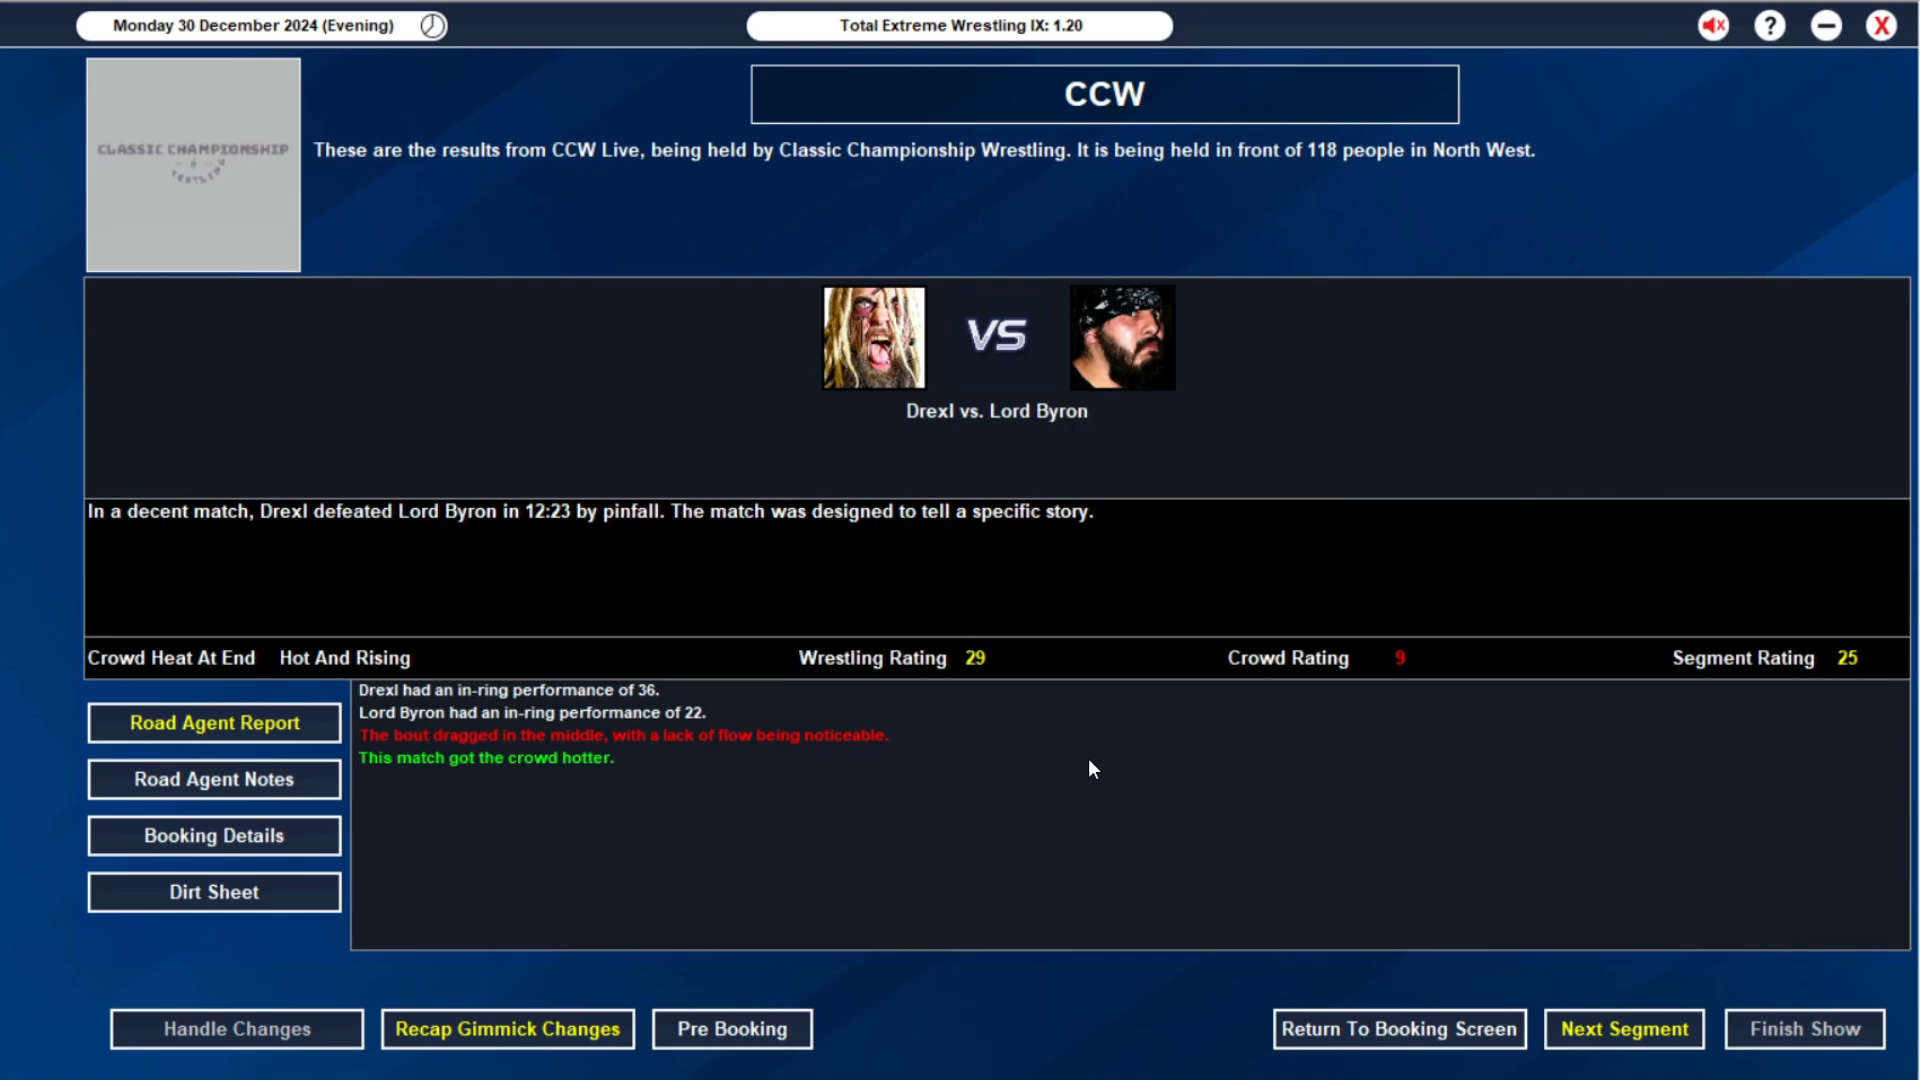 Monday 30 December 2024 (Evening)
Total Extreme Wrestling IX: 1.20
?
X
CLASSIC CHAMPIONSHIP
CCW
These are the results from CCW Live, being held by Classic Championship Wrestling. It is being held in front of 118 people in North West.
VS
Drexl vs. Lord Byron
In a decent match, Drexl defeated Lord Byron in 12:23 by pinfall. The match was designed to tell a specific story.
Crowd Heat At End Hot And Rising Wrestling Rating 29 Crowd Rating 9 Segment Rating 25
Road Agent Report
Road Agent Notes
Booking Details
Dirt Sheet
Drexl had an in-ring performance of 36.
Lord Byron had an in-ring performance of 22.
The bout dragged in the middle, with a lack of flow being noticeable.
This match got the crowd hotter.
Handle Changes Recap Gimmick Changes Pre Booking Return To Booking Screen Next Segment Finish Show